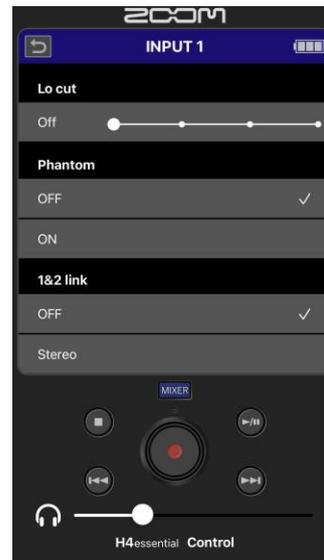 ZOOM
INPUT 1
Lo cut
Off
Phantom
OFF
ON
1&2 link
OFF
Stereo
MIXER
H4essential Control